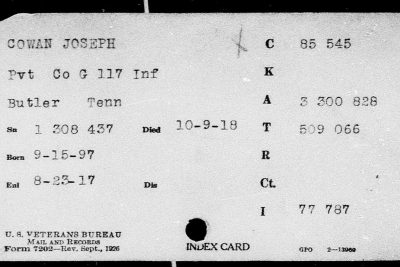 COWAN JOSEPH C 85 545
Pvt Co G 117 Inf K
Butler Tenn A 3 300 828
Sn 1 308 437 Died 10-9-18 T 509 066
Born 9-15-97 R
Enl 8-23-17 Dis Ct.
I 77 787
U. S. VETERANS BUREAU
MAIL AND RECORDS
Form 7202—Rev. Sept., 1926
INDEX CARD
GPO